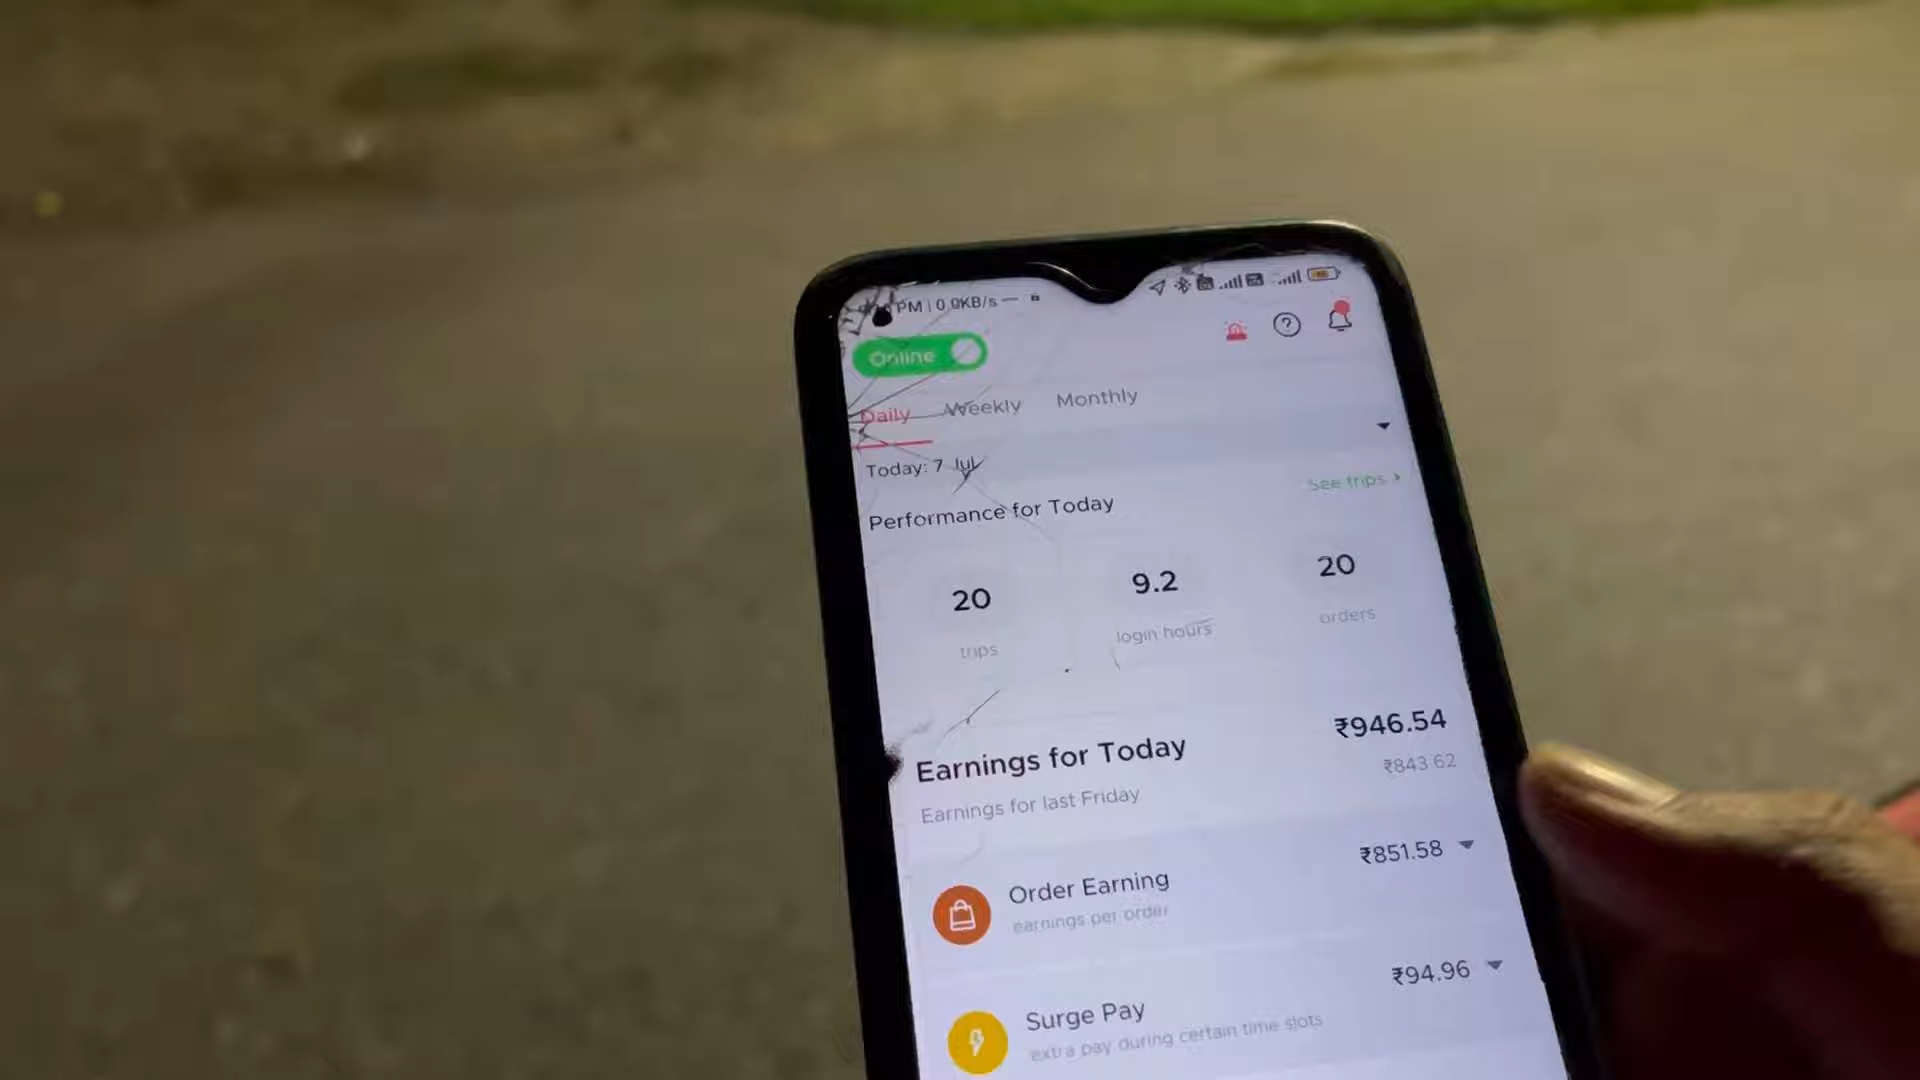 PM | 0.0KB/s
Online
Daily Weekly Monthly
Today: 7 Jul
Performance for Today See trips >
20 9.2 20
trips login hours orders
Earnings for Today ₹946.54
Earnings for last Friday ₹843.62
Order Earning ₹851.58
earnings per order
Surge Pay ₹94.96
extra pay during certain time slots